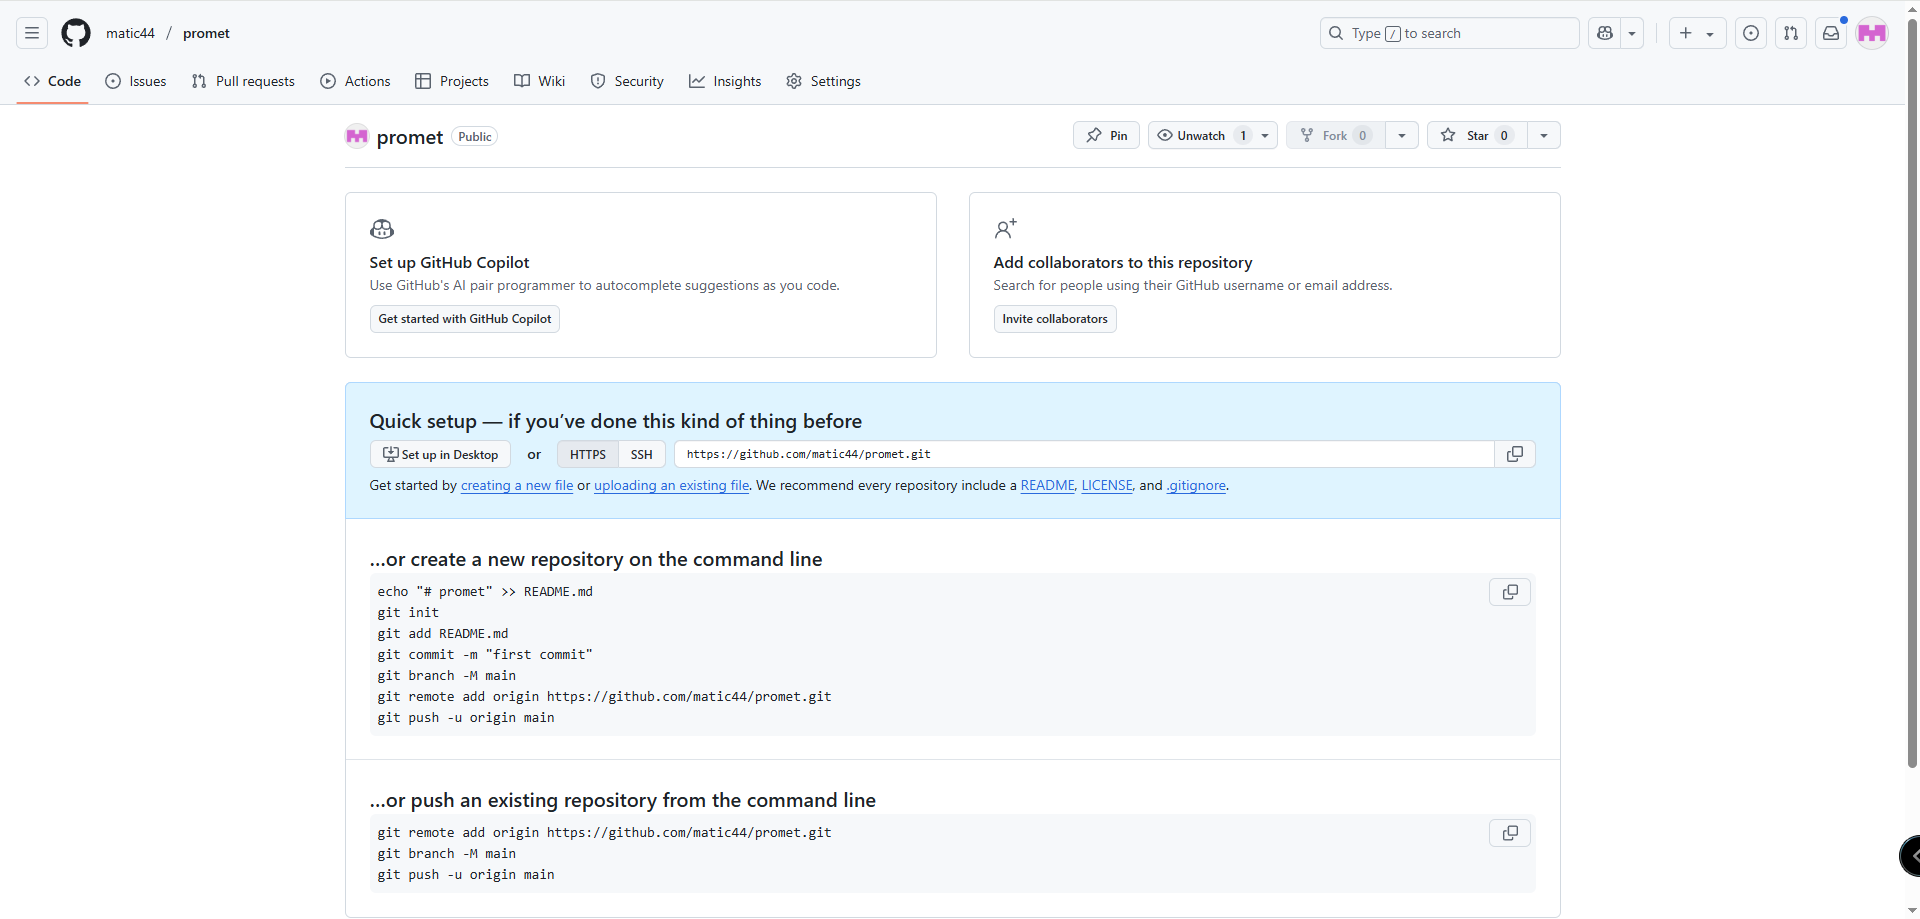 matic44 / promet
Type / to search
Code
Issues
Pull requests
Actions
Projects
Wiki
Security
Insights
Settings
promet Public
Pin
Unwatch 1
Fork 0
Star 0
Set up GitHub Copilot
Use GitHub's AI pair programmer to autocomplete suggestions as you code.
Get started with GitHub Copilot
Add collaborators to this repository
Search for people using their GitHub username or email address.
Invite collaborators
Quick setup — if you've done this kind of thing before
Set up in Desktop or HTTPS SSH https://github.com/matic44/promet.git
Get started by creating a new file or uploading an existing file. We recommend every repository include a README, LICENSE, and .gitignore.
...or create a new repository on the command line
echo "# promet" >> README.md
git init
git add README.md
git commit -m "first commit"
git branch -M main
git remote add origin https://github.com/matic44/promet.git
git push -u origin main
...or push an existing repository from the command line
git remote add origin https://github.com/matic44/promet.git
git branch -M main
git push -u origin main